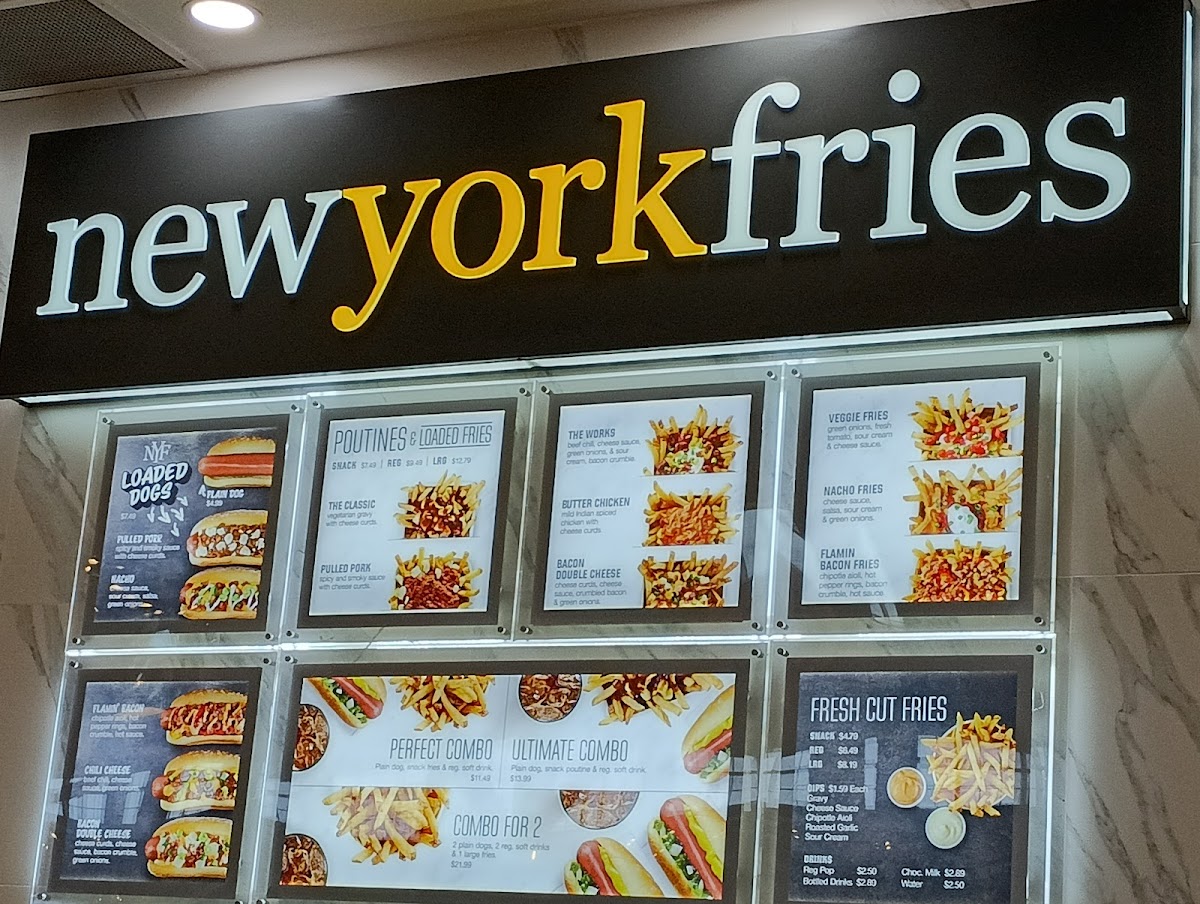 newyorkfries
NYF
LOADED
DOGS
$7.49
PLAIN DOG
$4.99
PULLED PORK
spicy and smoky sauce
with cheese curds.
NACHO
cheese sauce,
sour cream, salsa,
green onions.
POUTINES & LOADED FRIES
SNACK $7.49 | REG $9.49 | LRG $12.79
THE CLASSIC
vegetarian gravy
with cheese curds.
PULLED PORK
spicy and smoky sauce
with cheese curds.
THE WORKS
beef chili, cheese sauce,
green onions, & sour
cream, bacon crumble.
BUTTER CHICKEN
mild Indian spiced
chicken with
cheese curds
BACON
DOUBLE CHEESE
cheese curds, cheese
sauce, crumbled bacon
& green onions.
VEGGIE FRIES
green onions, fresh
tomato, sour cream
& cheese sauce.
NACHO FRIES
cheese sauce,
salsa, sour cream
& green onions.
FLAMIN
BACON FRIES
chipotle aioli, hot
pepper rings, bacon
crumble, hot sauce
FLAMIN' BACON
chipotle aioli, hot
pepper rings, bacon
crumble, hot sauce.
CHILI CHEESE
beef chili, cheese
sauce, green onions.
BACON
DOUBLE CHEESE
cheese curds, cheese
sauce, bacon crumble,
green onions.
PERFECT COMBO
Plain dog, snack fries & reg. soft drink.
$11.49
ULTIMATE COMBO
Plain dog, snack poutine & reg. soft drink.
$13.99
COMBO FOR 2
2 plain dogs, 2 reg. soft drinks
& 1 large fries.
$21.99
FRESH CUT FRIES
SNACK $4.79
REG $6.49
LRG $8.19
DIPS $1.59 Each
Gravy
Cheese Sauce
Chipotle Aioli
Roasted Garlic
Sour Cream
DRINKS
Reg Pop $2.50 Choc. Milk $2.89
Bottled Drinks $2.89 Water $2.50